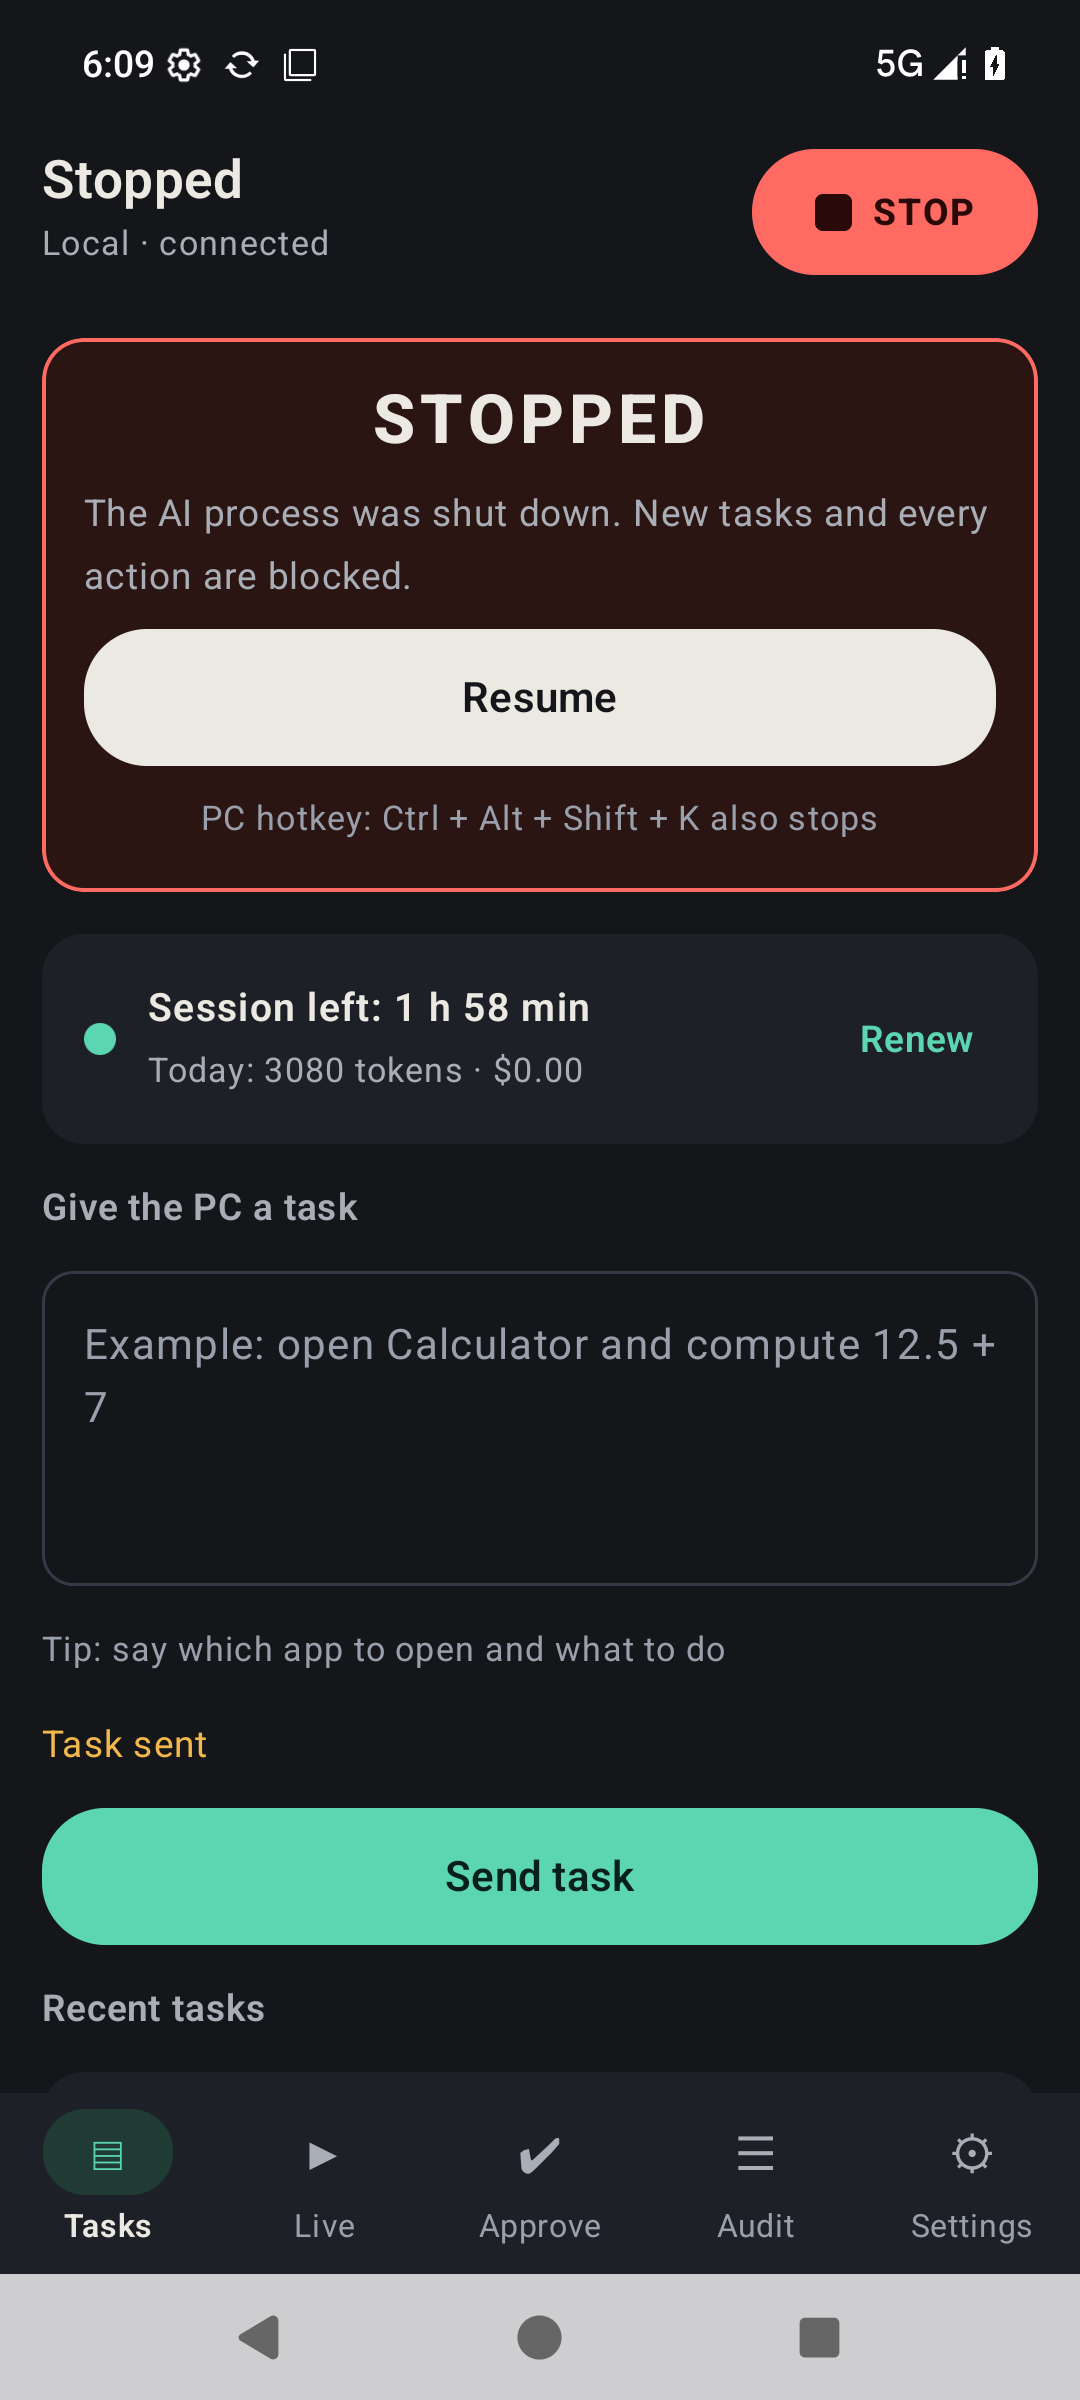 6:09
5G
Stopped
Local · connected
STOP
STOPPED
The AI process was shut down. New tasks and every
action are blocked.
Resume
PC hotkey: Ctrl + Alt + Shift + K also stops
Session left: 1 h 58 min
Today: 3080 tokens · $0.00
Renew
Give the PC a task
Example: open Calculator and compute 12.5 +
7
Tip: say which app to open and what to do
Task sent
Send task
Recent tasks
Tasks
Live
Approve
Audit
Settings